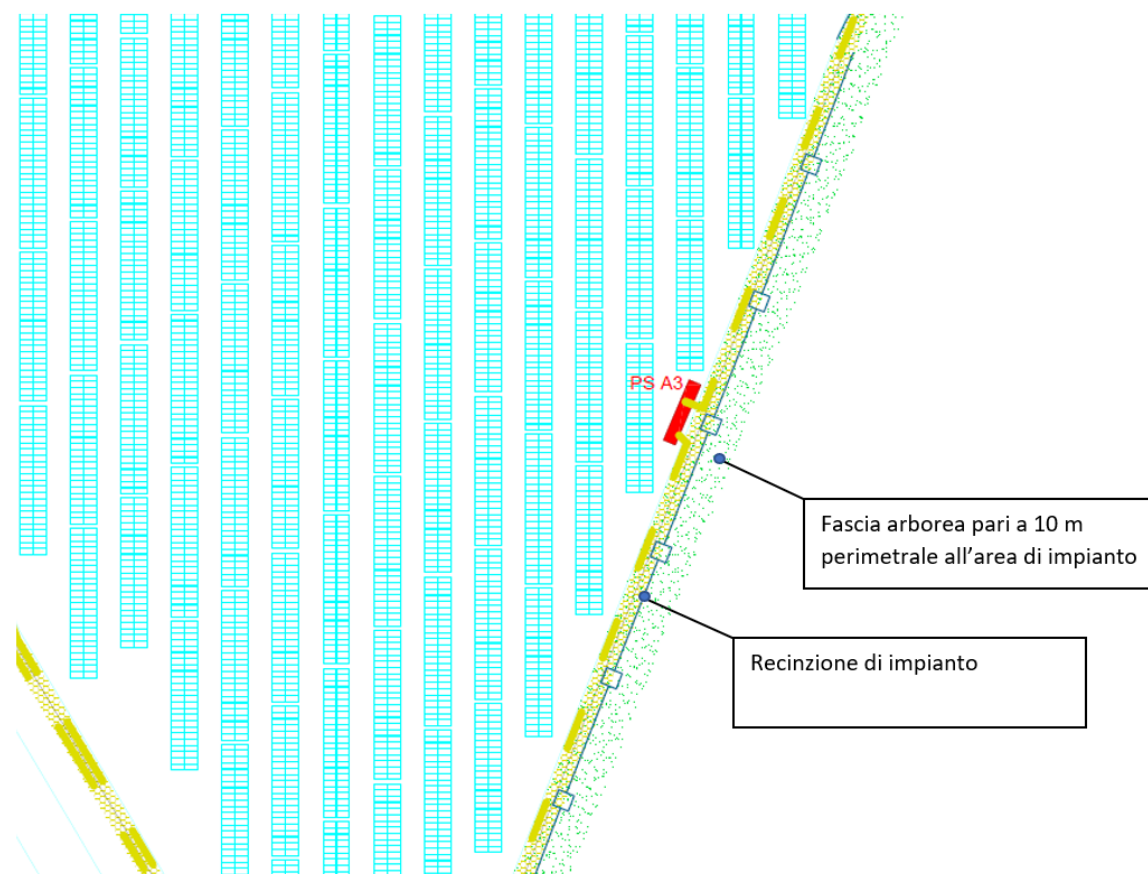 PS A3
Fascia arborea pari a 10 m
perimetrale all’area di impianto
Recinzione di impianto